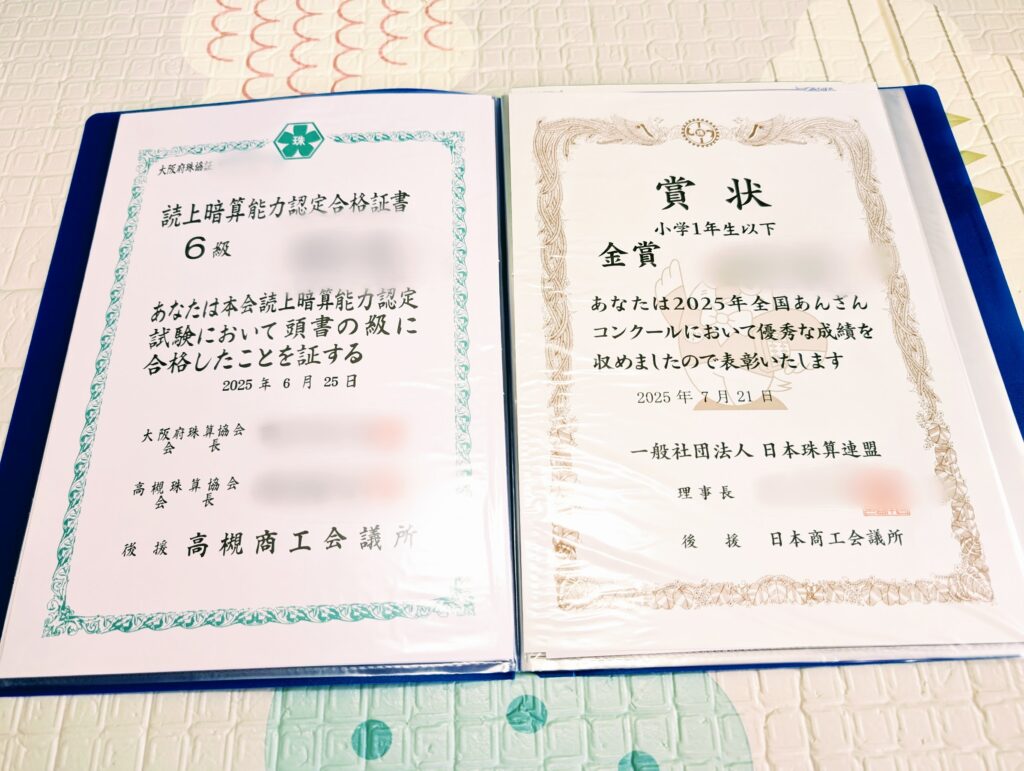 珠
大阪府珠協証
読上暗算能力認定合格証書
6級
あなたは本会読上暗算能力認定
試験において頭書の級に
合格したことを証する
2025年 6月 25日
大阪府珠算協会
会長
高槻珠算協会
会長
後援 高槻商工会議所
賞状
小学1年生以下
金賞
あなたは2025年全国あんざん
コンクールにおいて優秀な成績を
収めましたので表彰いたします
2025年 7月 21日
一般社団法人 日本珠算連盟
理事長
後援 日本商工会議所